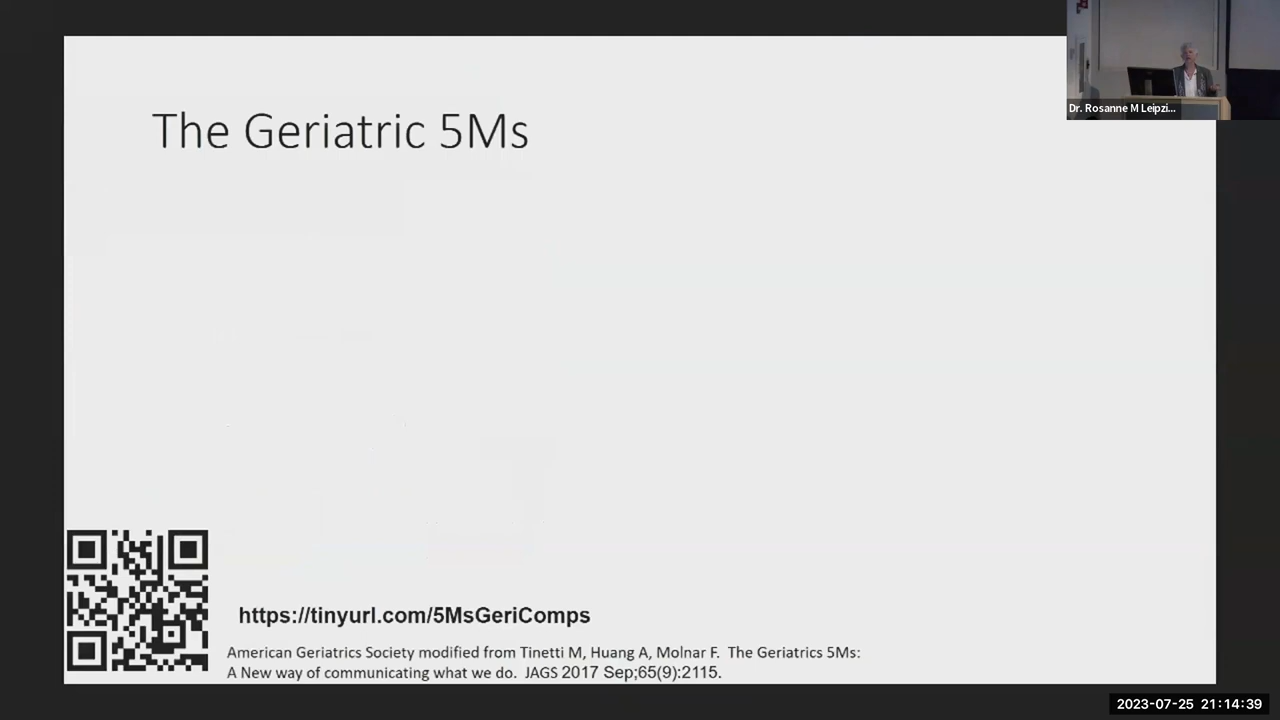 The Geriatric 5Ms
Dr. Rosanne M Leipzi...
https://tinyurl.com/5MsGeriComps
American Geriatrics Society modified from Tinetti M, Huang A, Molnar F.  The Geriatrics 5Ms:
A New way of communicating what we do.  JAGS 2017 Sep;65(9):2115.
2023-07-25  21:14:39